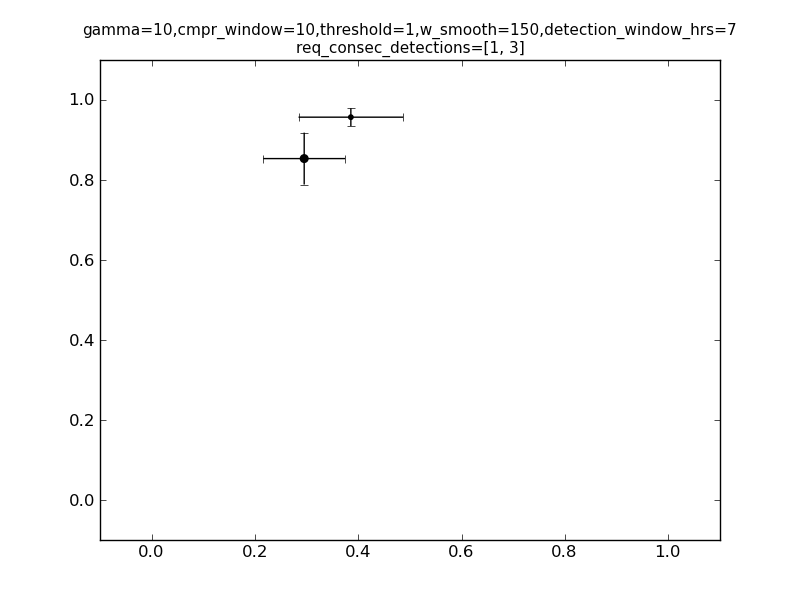 gamma=10,cmpr_window=10,threshold=1,w_smooth=150,detection_window_hrs=7
req_consec_detections=[1, 3]
1.0
0.8
0.6
0.4
0.2
0.0
0.0 0.2 0.4 0.6 0.8 1.0